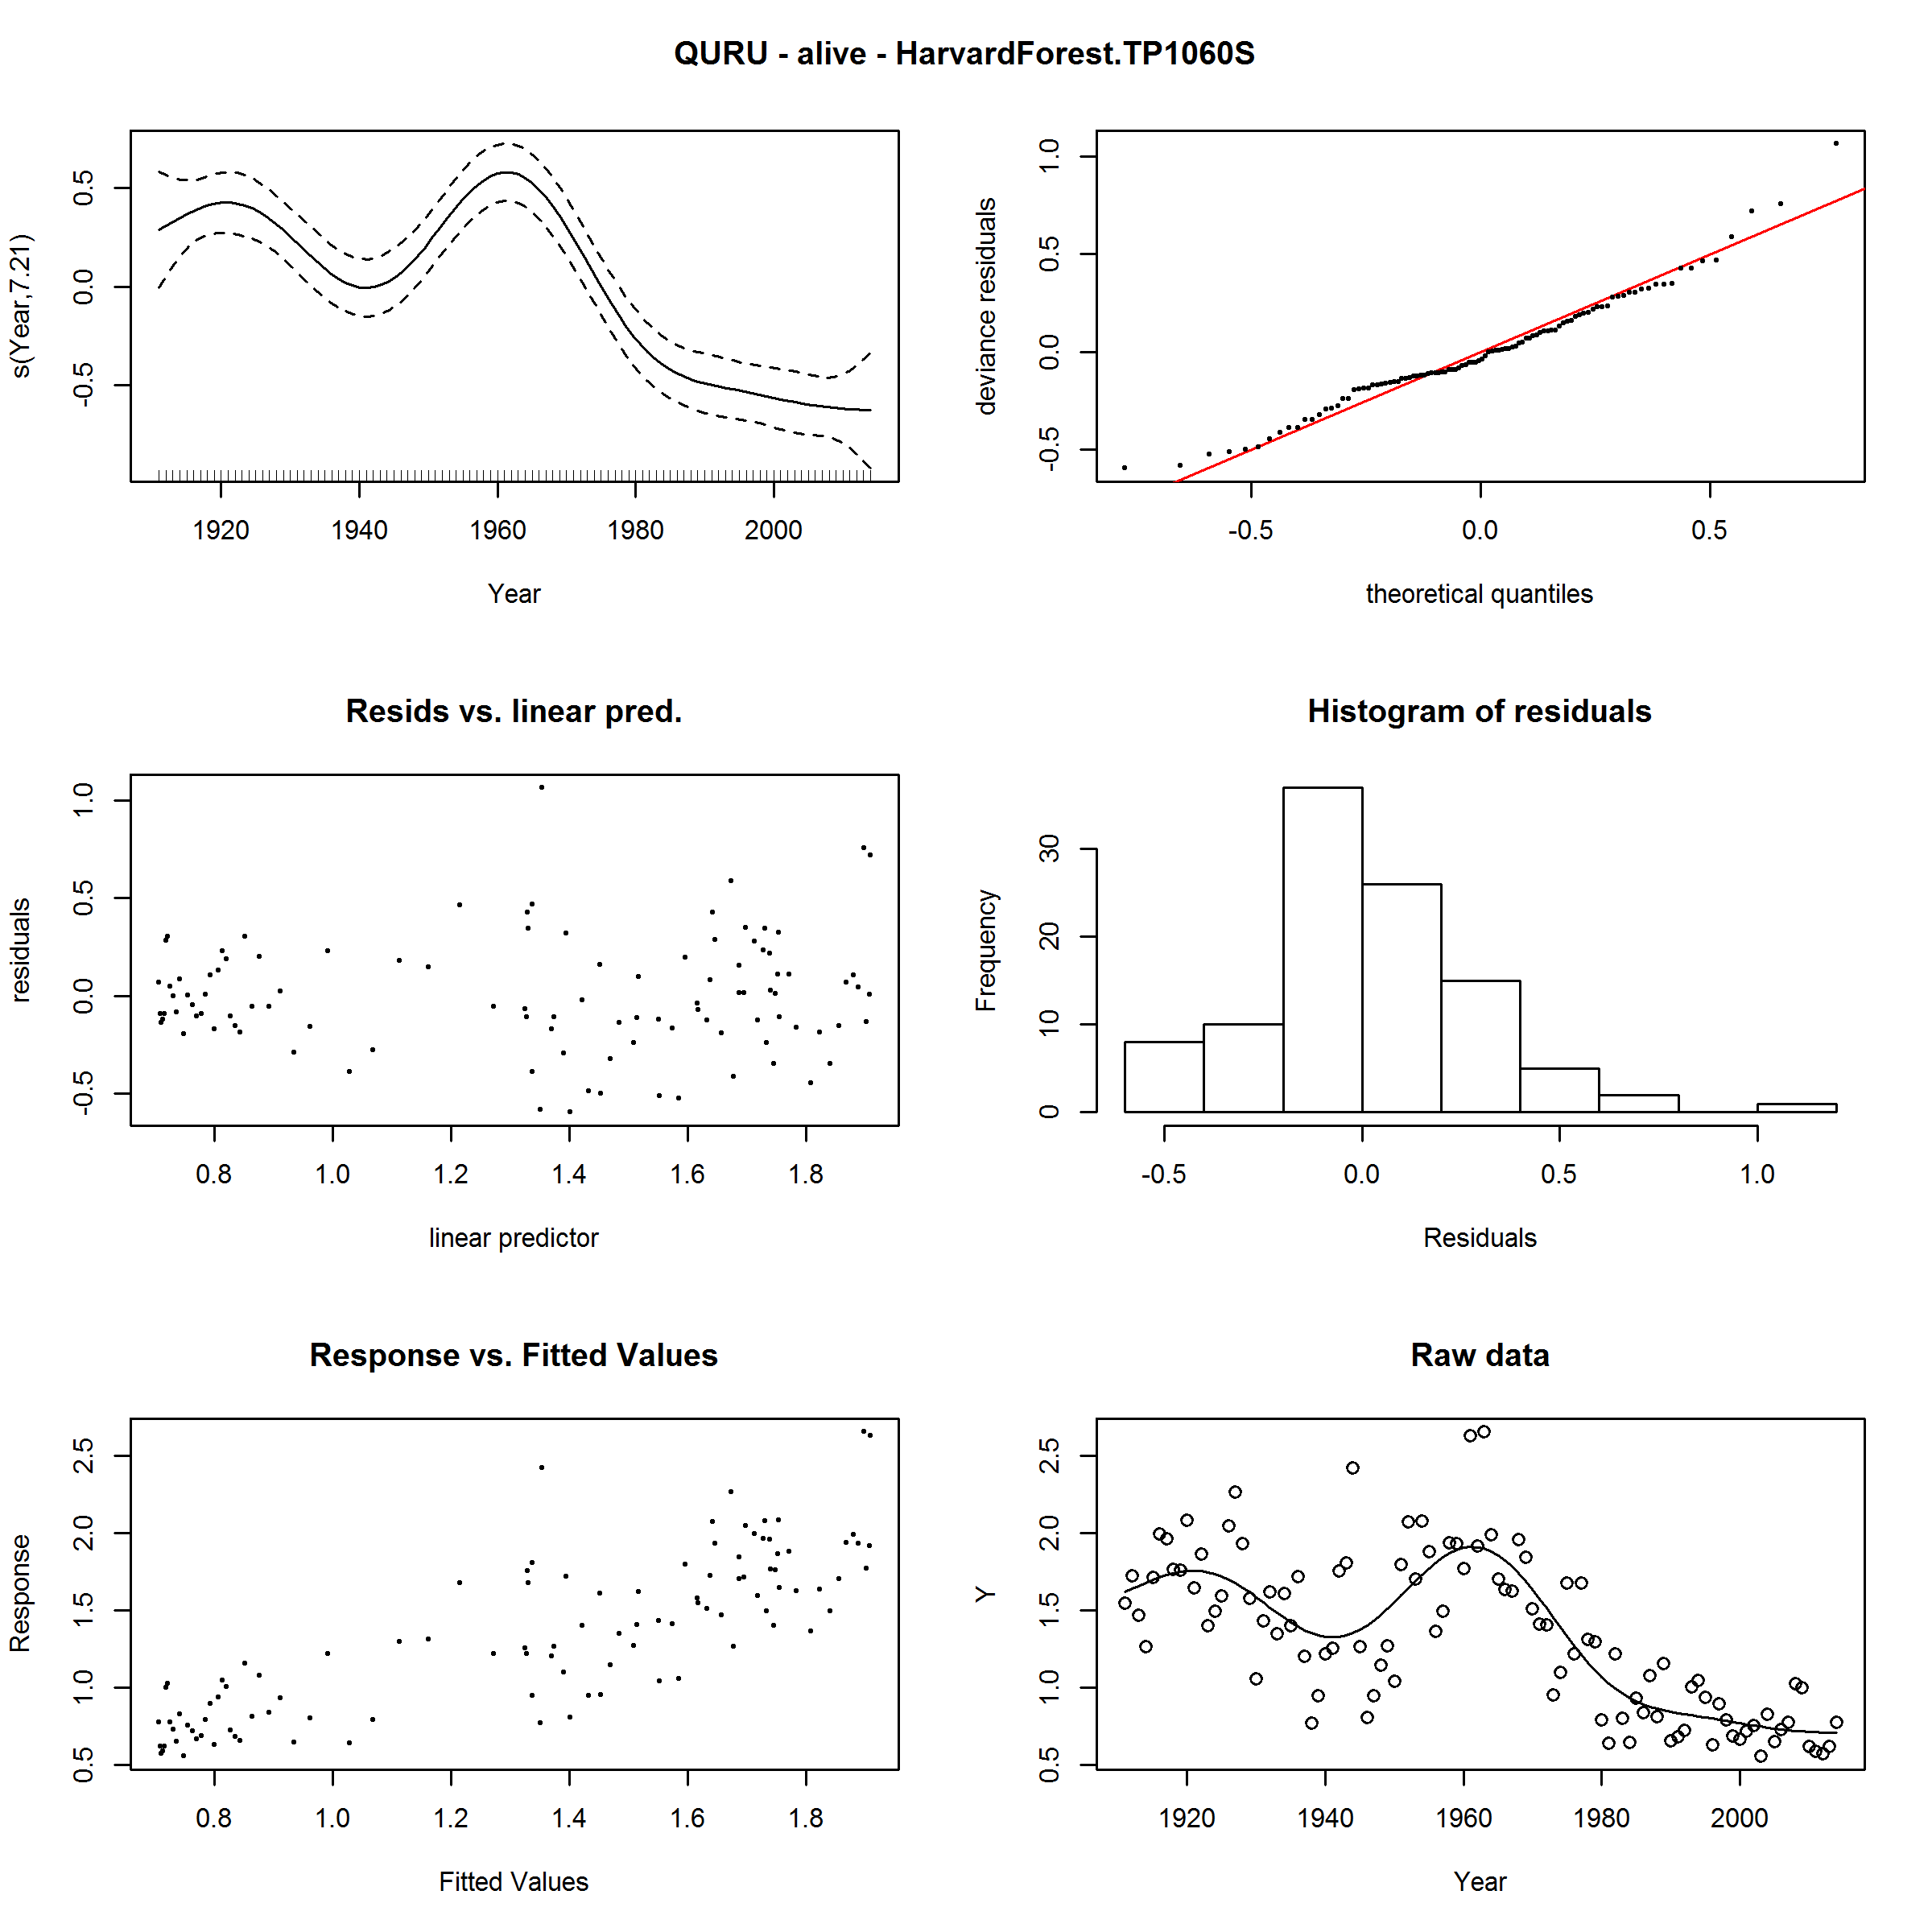 QURU - alive - HarvardForest.TP1060S
s(Year,7.21)
0.5
0.0
-0.5
1920 1940 1960 1980 2000
Year
deviance residuals
1.0
0.5
0.0
-0.5
-0.5 0.0 0.5
theoretical quantiles
Resids vs. linear pred.
residuals
1.0
0.5
0.0
-0.5
0.8 1.0 1.2 1.4 1.6 1.8
linear predictor
Histogram of residuals
Frequency
30
20
10
0
-0.5 0.0 0.5 1.0
Residuals
Response vs. Fitted Values
Response
2.5
2.0
1.5
1.0
0.5
0.8 1.0 1.2 1.4 1.6 1.8
Fitted Values
Raw data
Y
2.5
2.0
1.5
1.0
0.5
1920 1940 1960 1980 2000
Year